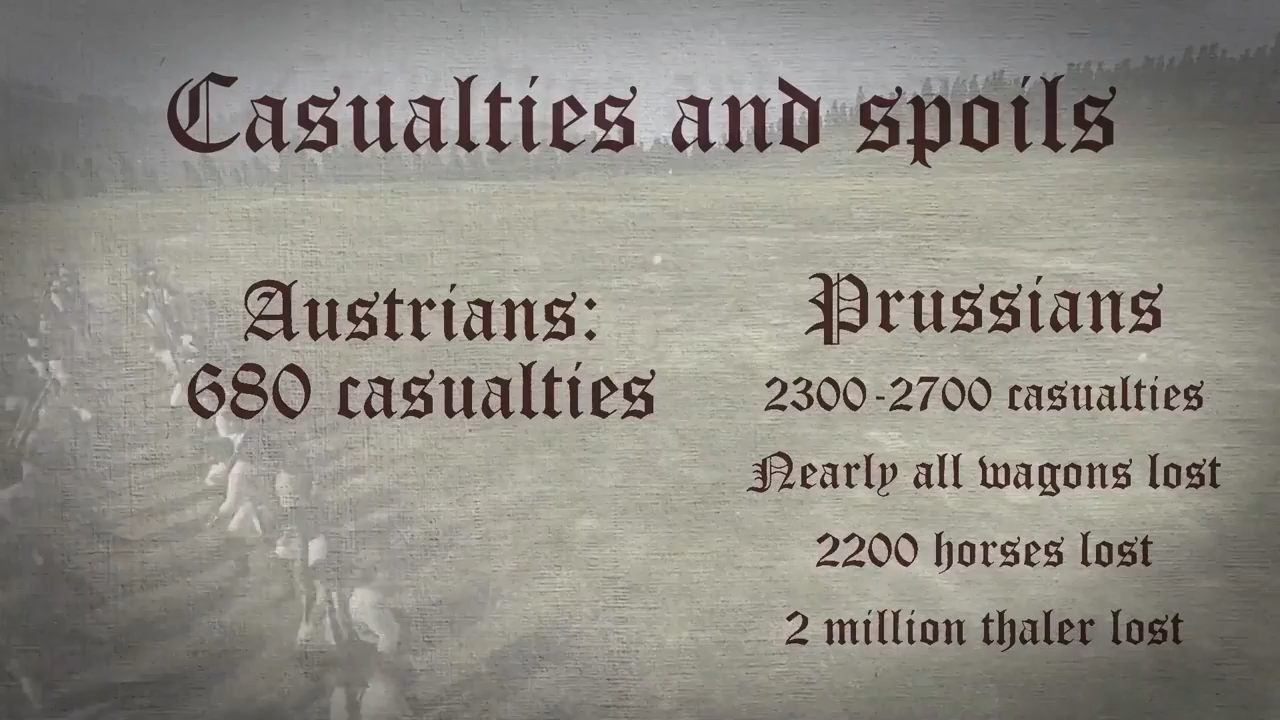 Casualties and spoils
Austrians:
680 casualties
Prussians
2300-2700 casualties
Nearly all wagons lost
2200 horses lost
2 million thaler lost